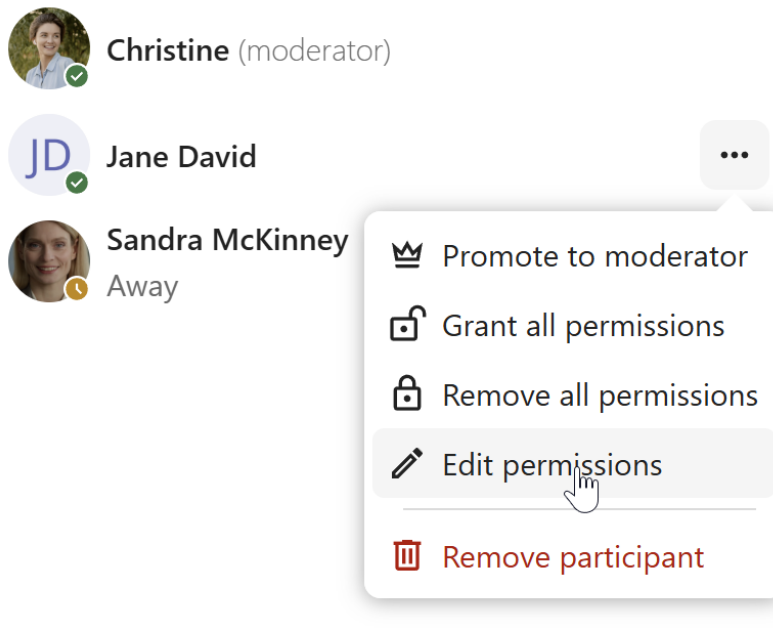 Christine (moderator)
JD
Jane David
Sandra McKinney
Away
Promote to moderator
Grant all permissions
Remove all permissions
Edit permissions
Remove participant